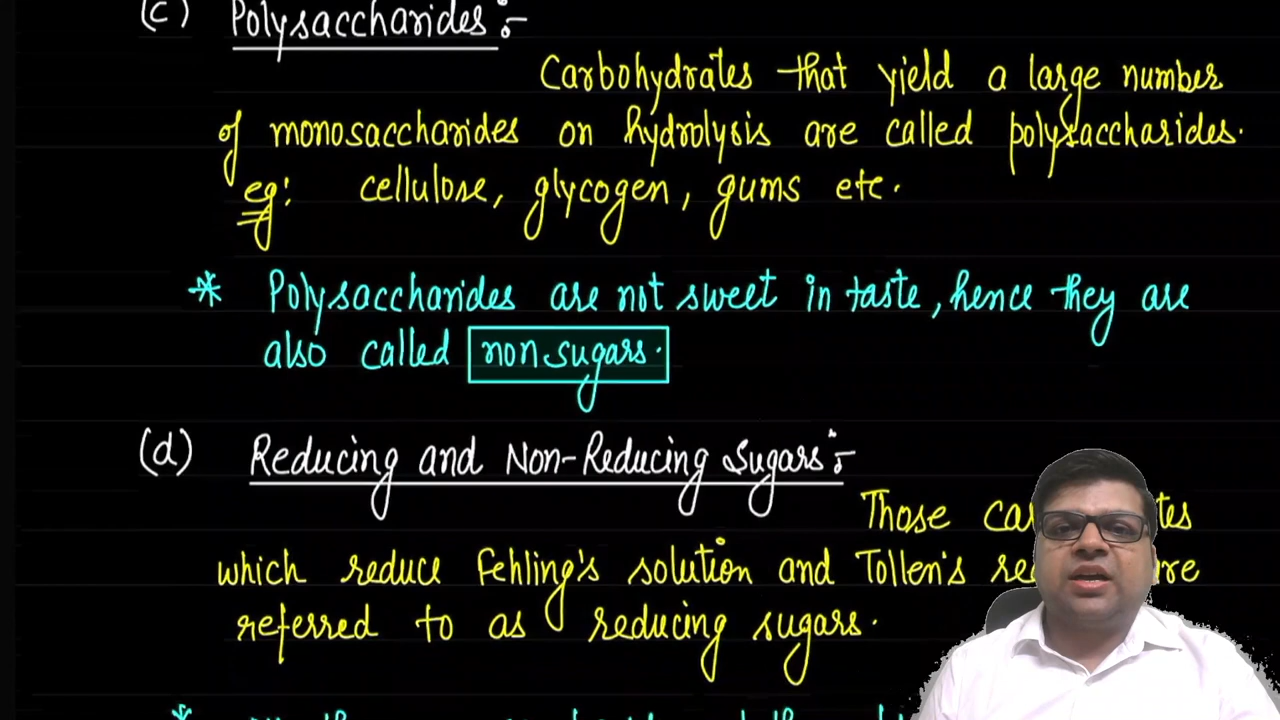 (c) Polysaccharides :-
Carbohydrates that yield a large number
of monosaccharides on hydrolysis are called polysaccharides.
eg: cellulose, glycogen, gums etc.
* Polysaccharides are not sweet in taste, hence they are
also called non sugars.
(d) Reducing and Non-Reducing Sugars :-
Those
which reduce Fehling's solution and Tollen's
referred to as reducing sugars.
*